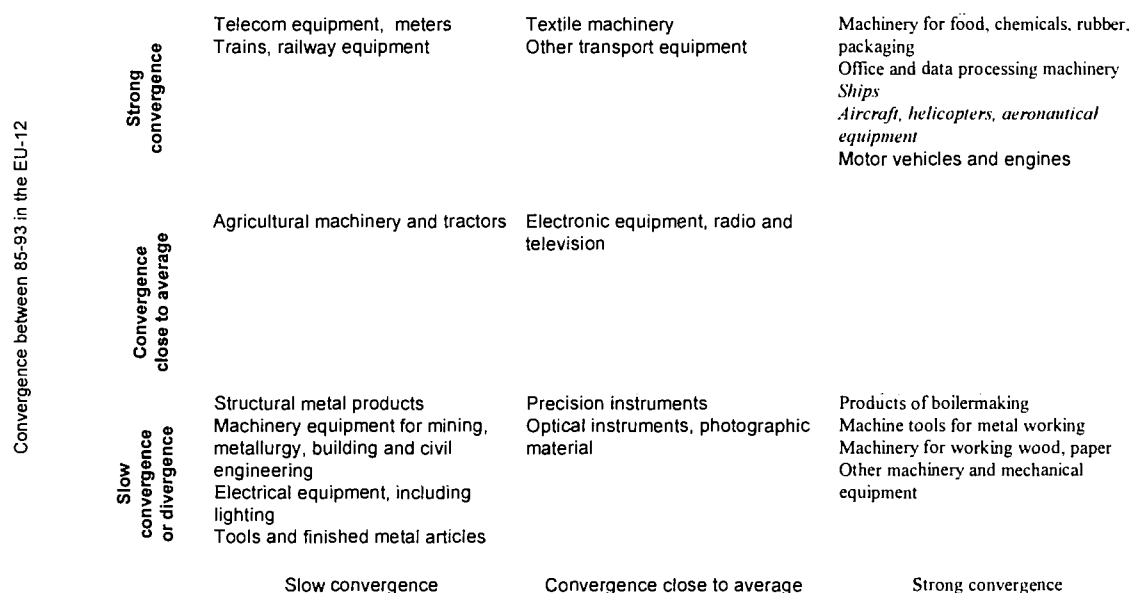 Convergence between 85-93 in the EU-12
Strong
convergence
Telecom equipment, meters
Trains, railway equipment
Textile machinery
Other transport equipment
Machinery for food, chemicals, rubber,
packaging
Office and data processing machinery
Ships
Aircraft, helicopters, aeronautical
equipment
Motor vehicles and engines
Convergence
close to average
Agricultural machinery and tractors
Electronic equipment, radio and
television
Slow
convergence
or divergence
Structural metal products
Machinery equipment for mining,
metallurgy, building and civil
engineering
Electrical equipment, including
lighting
Tools and finished metal articles
Precision instruments
Optical instruments, photographic
material
Products of boilermaking
Machine tools for metal working
Machinery for working wood, paper
Other machinery and mechanical
equipment
Slow convergence
Convergence close to average
Strong convergence